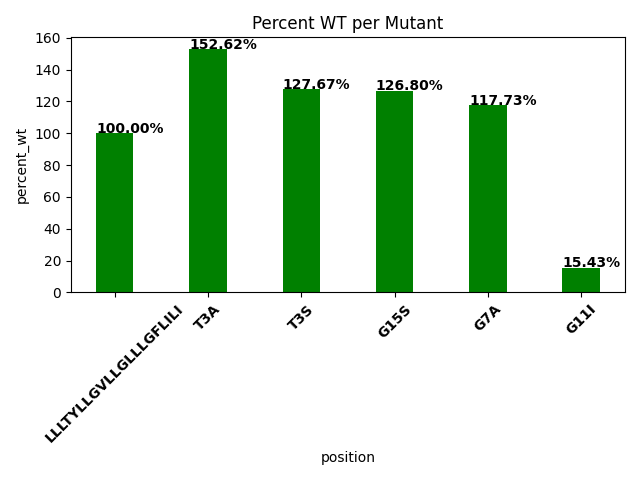 Percent WT per Mutant
percent_wt
160
140
120
100
80
60
40
20
0
100.00%
152.62%
127.67%
126.80%
117.73%
15.43%
LLLTYLLGVLLGLLLGFLILI
T3A
T3S
G15S
G7A
G11I
position